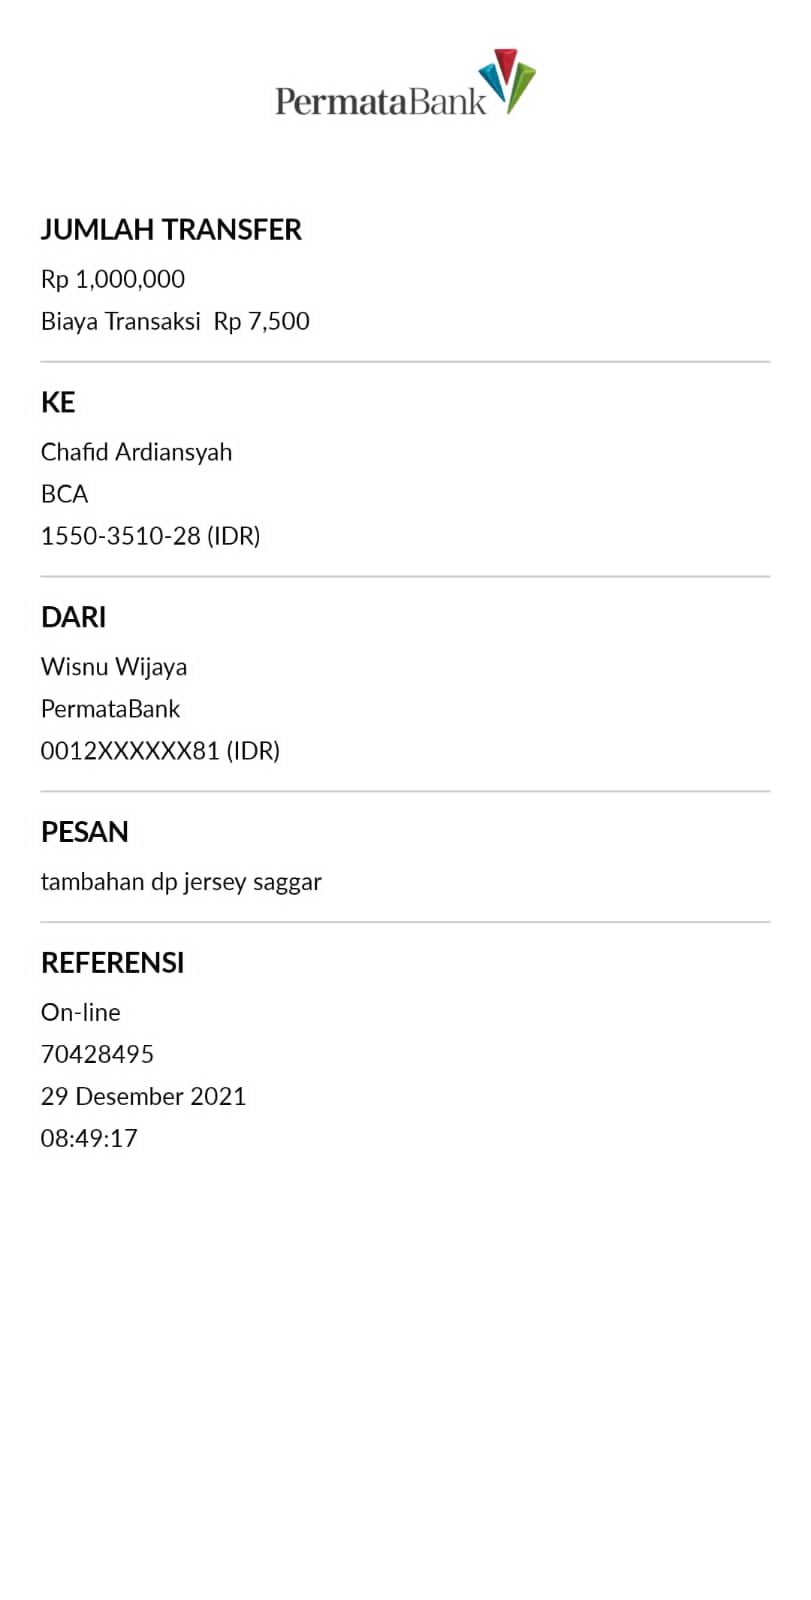 PermataBank
JUMLAH TRANSFER
Rp 1,000,000
Biaya Transaksi  Rp 7,500
KE
Chafid Ardiansyah
BCA
1550-3510-28 (IDR)
DARI
Wisnu Wijaya
PermataBank
0012XXXXXX81 (IDR)
PESAN
tambahan dp jersey saggar
REFERENSI
On-line
70428495
29 Desember 2021
08:49:17